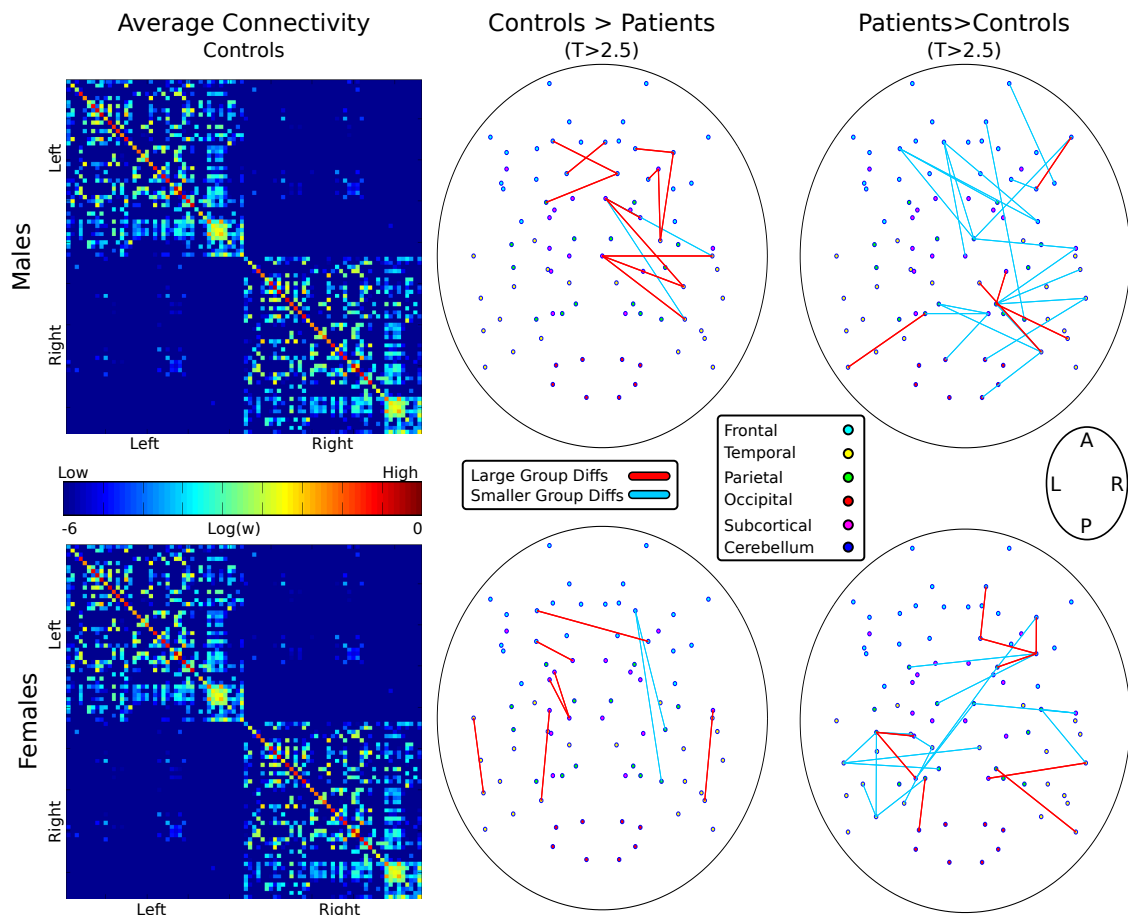 Average Connectivity
Controls
Controls > Patients
(T>2.5)
Patients>Controls
(T>2.5)
Males
Left
Right
Left
Right
Low
High
-6
Log(w)
0
Large Group Diffs
Smaller Group Diffs
Frontal
Temporal
Parietal
Occipital
Subcortical
Cerebellum
A
L
R
P
Females
Left
Right
Left
Right